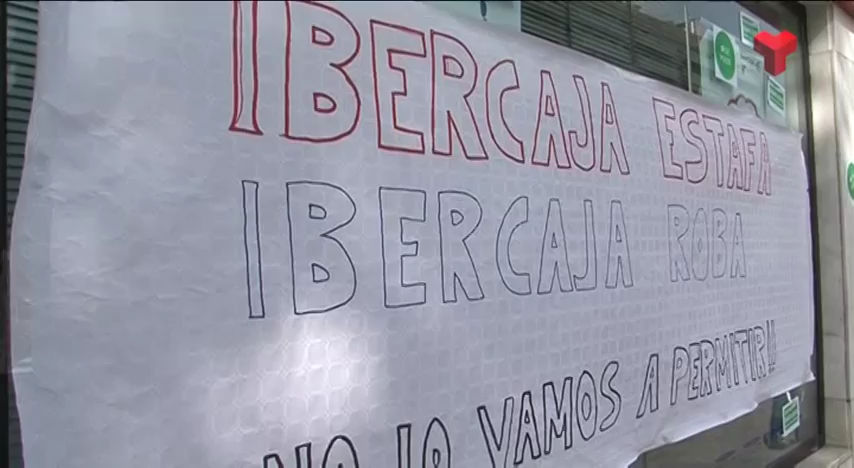 IBERCAJA ESTAFA
IBERCAJA ROBA
NO lO VAMOS A PERMITIR!!